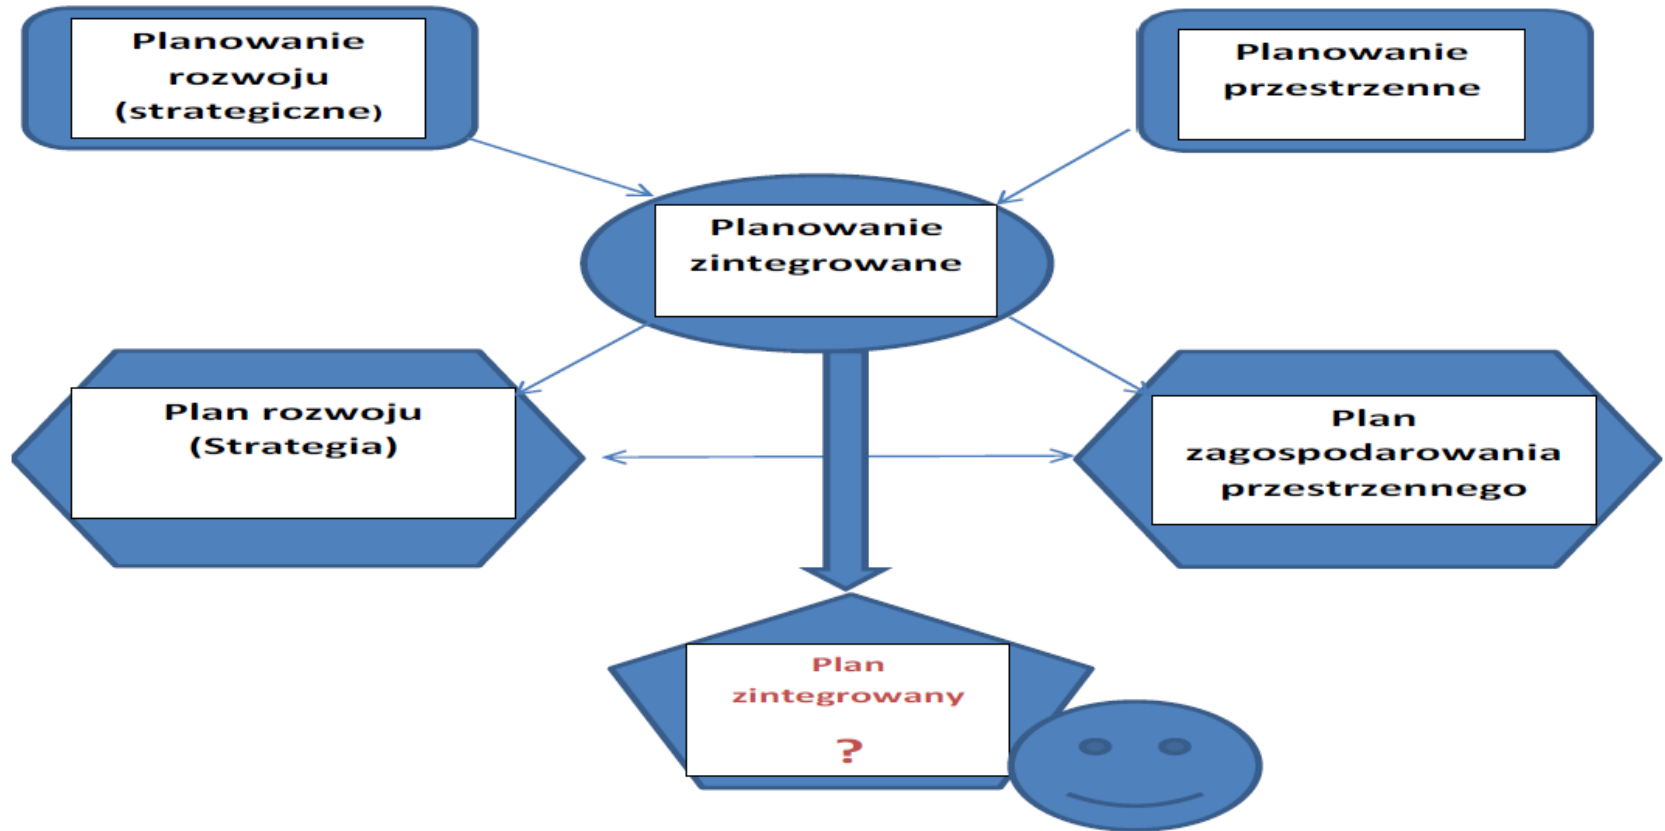 Planowanie
rozwoju
(strategiczne)
Planowanie
przestrzenne
Planowanie
zintegrowane
Plan rozwoju
(Strategia)
Plan
zagospodarowania
przestrzennego
Plan
zintegrowany
?